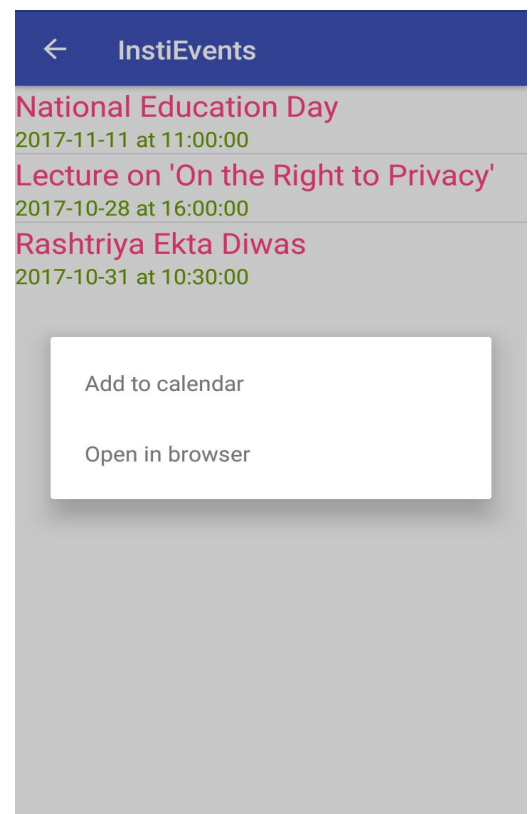 InstiEvents
National Education Day
2017-11-11 at 11:00:00
Lecture on 'On the Right to Privacy'
2017-10-28 at 16:00:00
Rashtriya Ekta Diwas
2017-10-31 at 10:30:00
Add to calendar
Open in browser